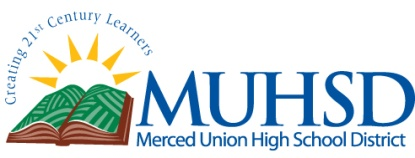 Creating 21st Century Learners
MUHSD
Merced Union High School District